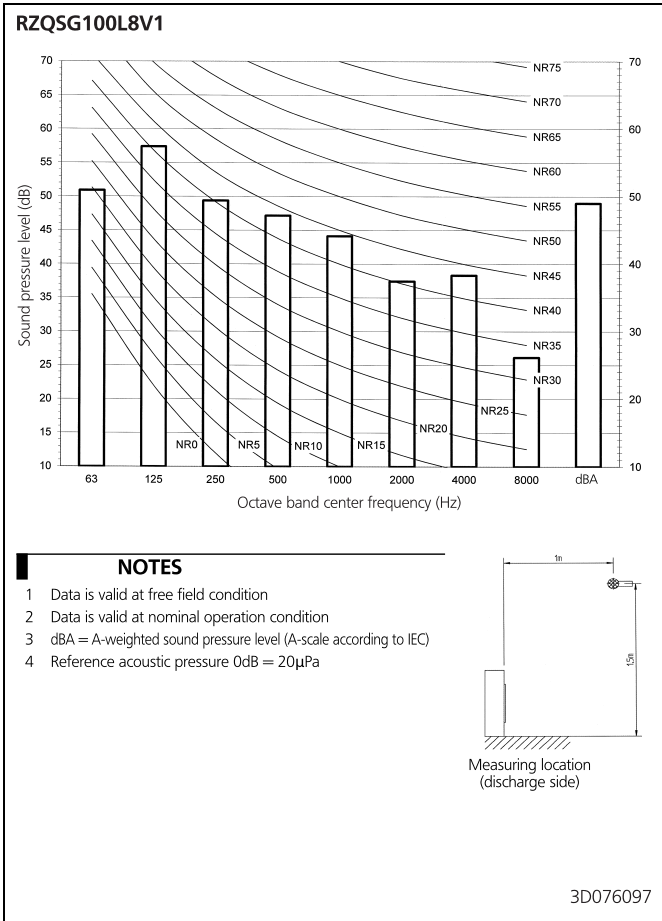 RZQSG100L8V1
Sound pressure level (dB)
70
65
60
55
50
45
40
35
30
25
20
15
10
70
60
50
40
30
20
10
NR75
NR70
NR65
NR60
NR55
NR50
NR45
NR40
NR35
NR30
NR25
NR20
NR0
NR5
NR10
NR15
63
125
250
500
1000
2000
4000
8000
dBA
Octave band center frequency (Hz)
NOTES
1 Data is valid at free field condition
2 Data is valid at nominal operation condition
3 dBA = A-weighted sound pressure level (A-scale according to IEC)
4 Reference acoustic pressure 0dB = 20µPa
1m
1.5m
Measuring location
(discharge side)
3D076097